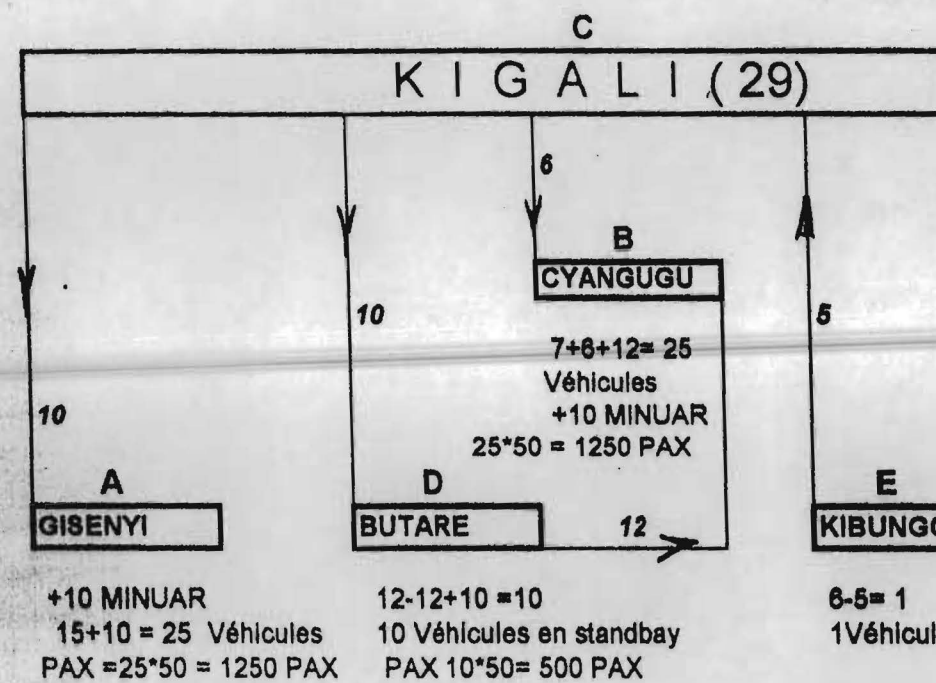 C
KIGALI (29)
6
B
CYANGUGU
10
5
7+6+12= 25
Véhicules
+10 MINUAR
25*50 = 1250 PAX
10
A
D
E
GISENYI
BUTARE
12
KIBUNGO
+10 MINUAR
15+10 = 25 Véhicules
PAX =25*50 = 1250 PAX
12-12+10 =10
10 Véhicules en standbay
PAX 10*50= 500 PAX
6-5= 1
1Véhicul